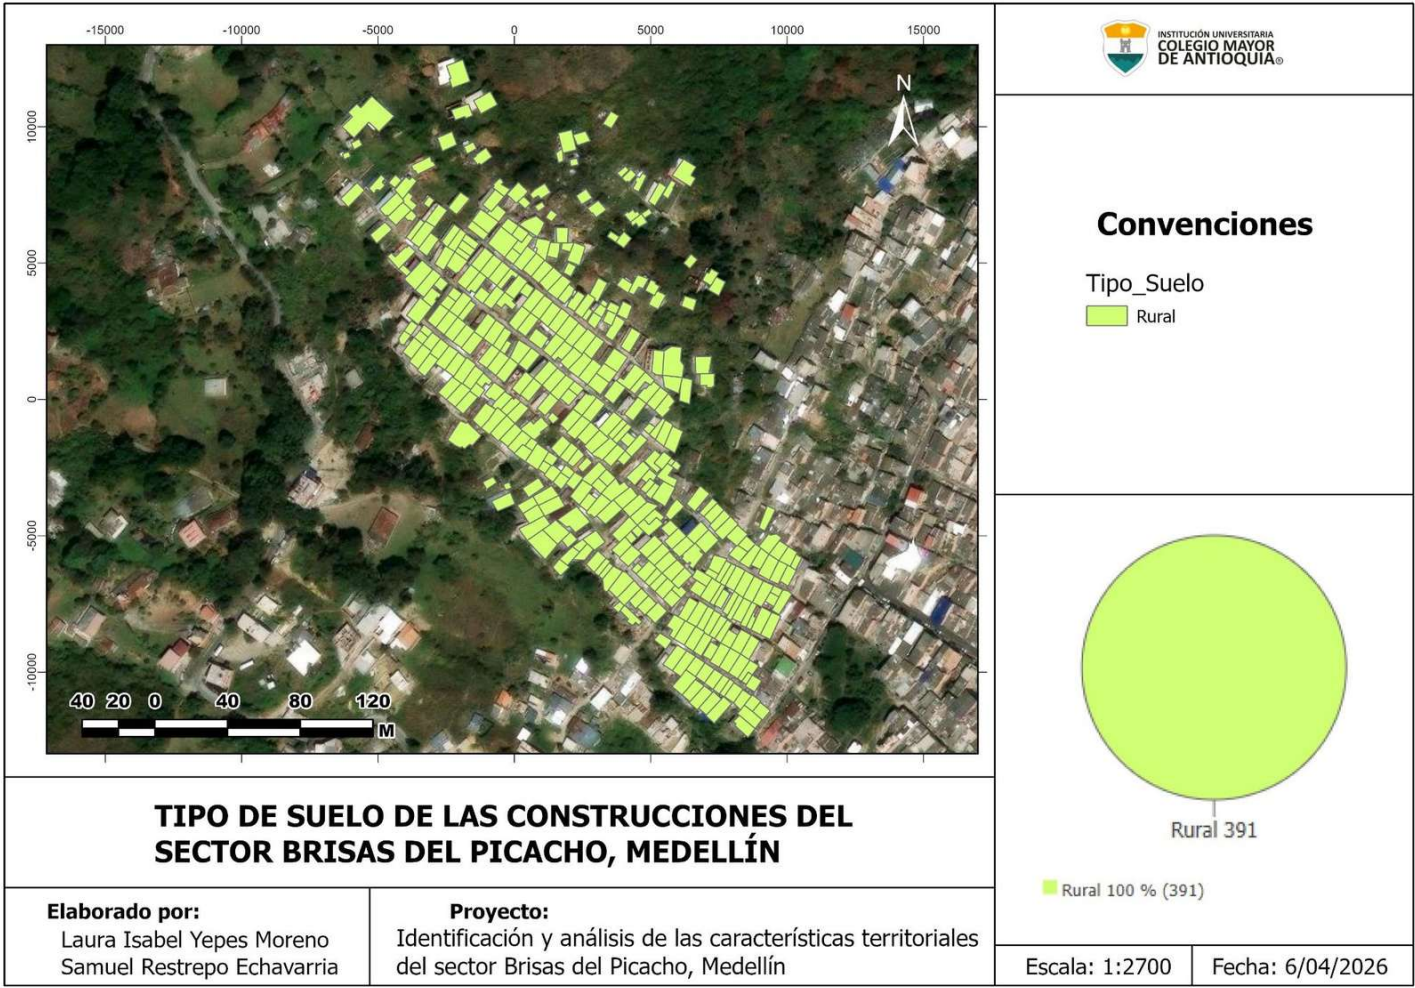 -15000
-10000
-5000
0
5000
10000
15000
10000
5000
0
-5000
-10000
N
40 20 0 40 80 120
M
INSTITUCIÓN UNIVERSITARIA
COLEGIO MAYOR
DE ANTIOQUIA®
Convenciones
Tipo_Suelo
Rural
Rural 391
Rural 100 % (391)
TIPO DE SUELO DE LAS CONSTRUCCIONES DEL
SECTOR BRISAS DEL PICACHO, MEDELLÍN
Elaborado por:
Laura Isabel Yepes Moreno
Samuel Restrepo Echavarria
Proyecto:
Identificación y análisis de las características territoriales
del sector Brisas del Picacho, Medellín
Escala: 1:2700
Fecha: 6/04/2026